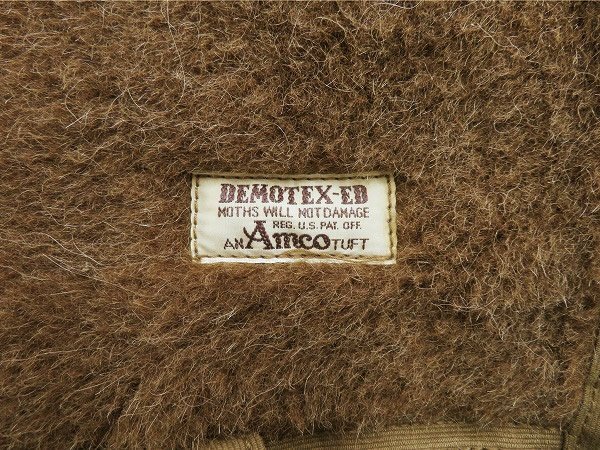 DEMOTEX-ED
MOTHS WILL NOT DAMAGE
REG. U.S. PAT. OFF.
AN Amco TUFT